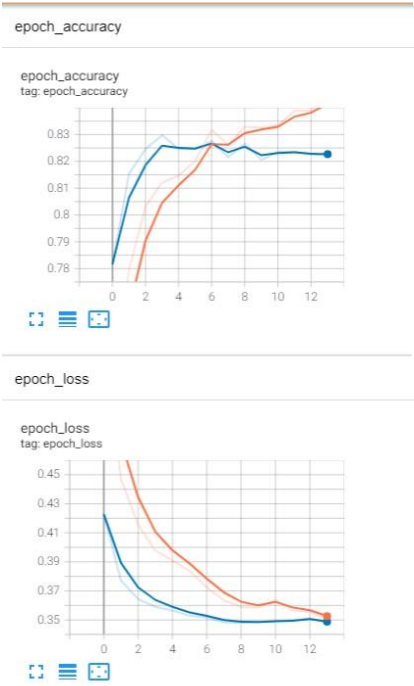 epoch_accuracy
epoch_accuracy
tag: epoch_accuracy
0.83
0.82
0.81
0.8
0.79
0.78
0 2 4 6 8 10 12
epoch_loss
epoch_loss
tag: epoch_loss
0.45
0.43
0.41
0.39
0.37
0.35
0 2 4 6 8 10 12